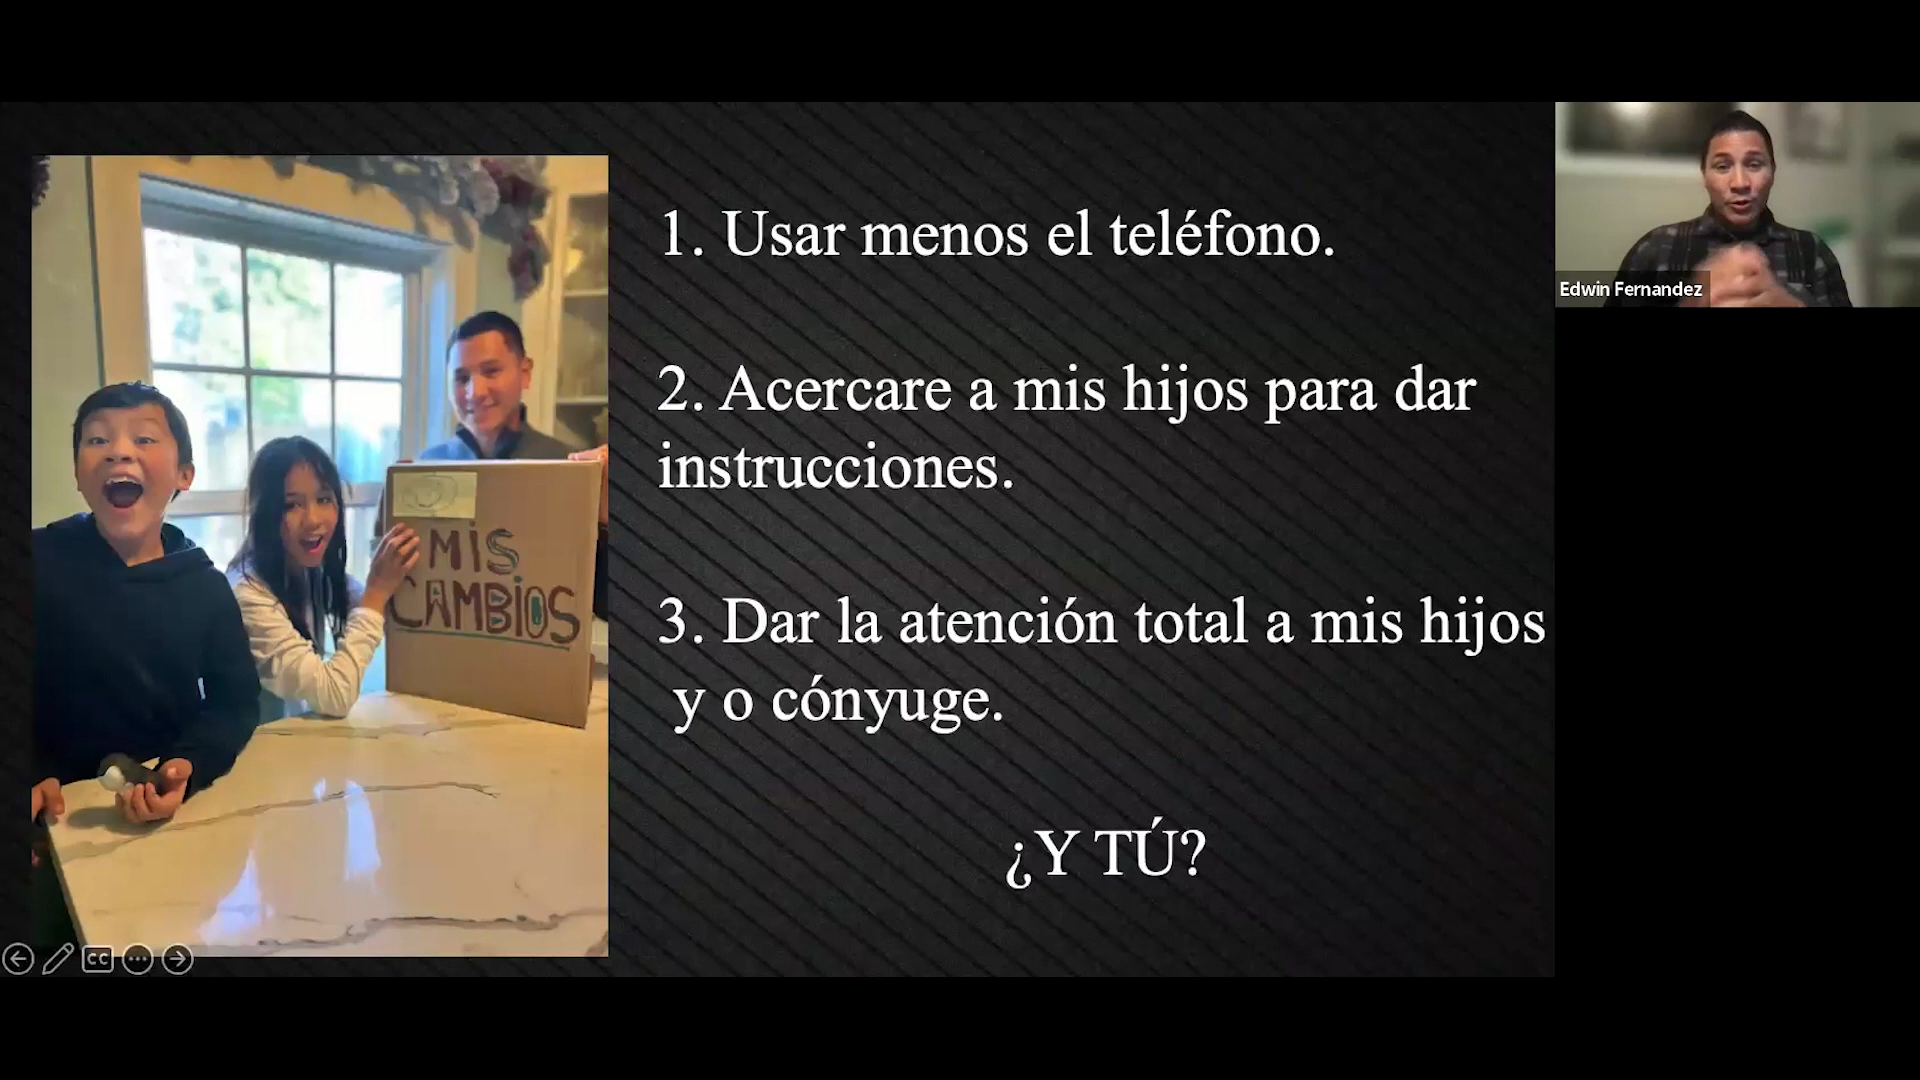 1. Usar menos el teléfono.
2. Acercare a mis hijos para dar
instrucciones.
3. Dar la atención total a mis hijos
y o cónyuge.
¿Y TÚ?
MiS
CAMBiOS
Edwin Fernandez
CC